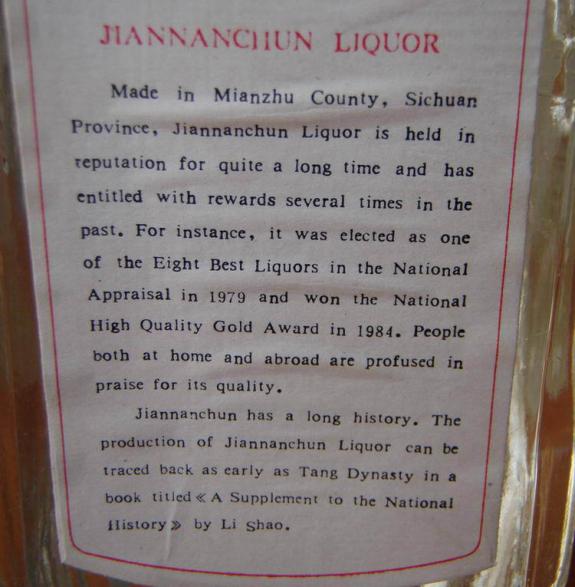 JIANNANCHUN LIQUOR
Made in Mianzhu County, Sichuan
Province, Jiannanchun Liquor is held in
reputation for quite a long time and has
entitled with rewards several times in the
past. For instance, it was elected as one
of the Eight Best Liquors in the National
Appraisal in 1979 and won the National
High Quality Gold Award in 1984. People
both at home and abroad are profused in
praise for its quality.
Jiannanchun has a long history. The
production of Jiannanchun Liquor can be
traced back as early as Tang Dynasty in a
book titled《A Supplement to the National
History》by Li Shao.